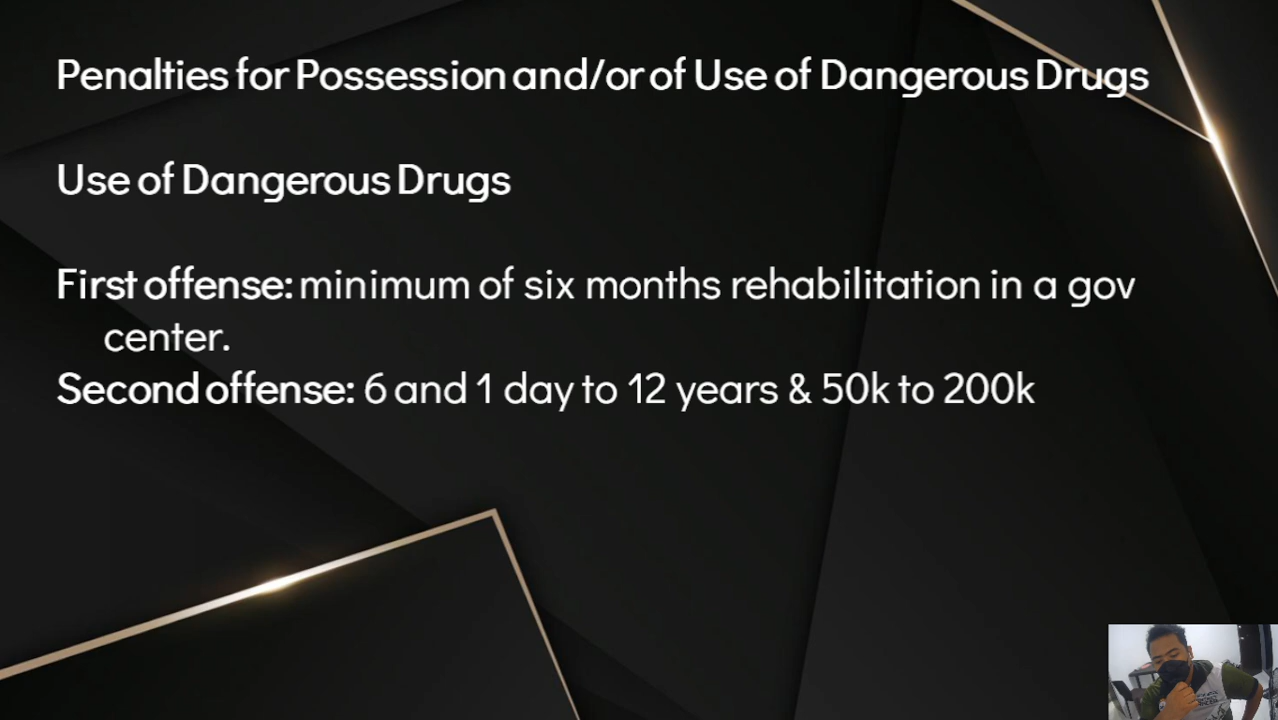 Penalties for Possession and/or of Use of Dangerous Drugs
Use of Dangerous Drugs
First offense: minimum of six months rehabilitation in a gov
center.
Second offense: 6 and 1 day to 12 years & 50k to 200k